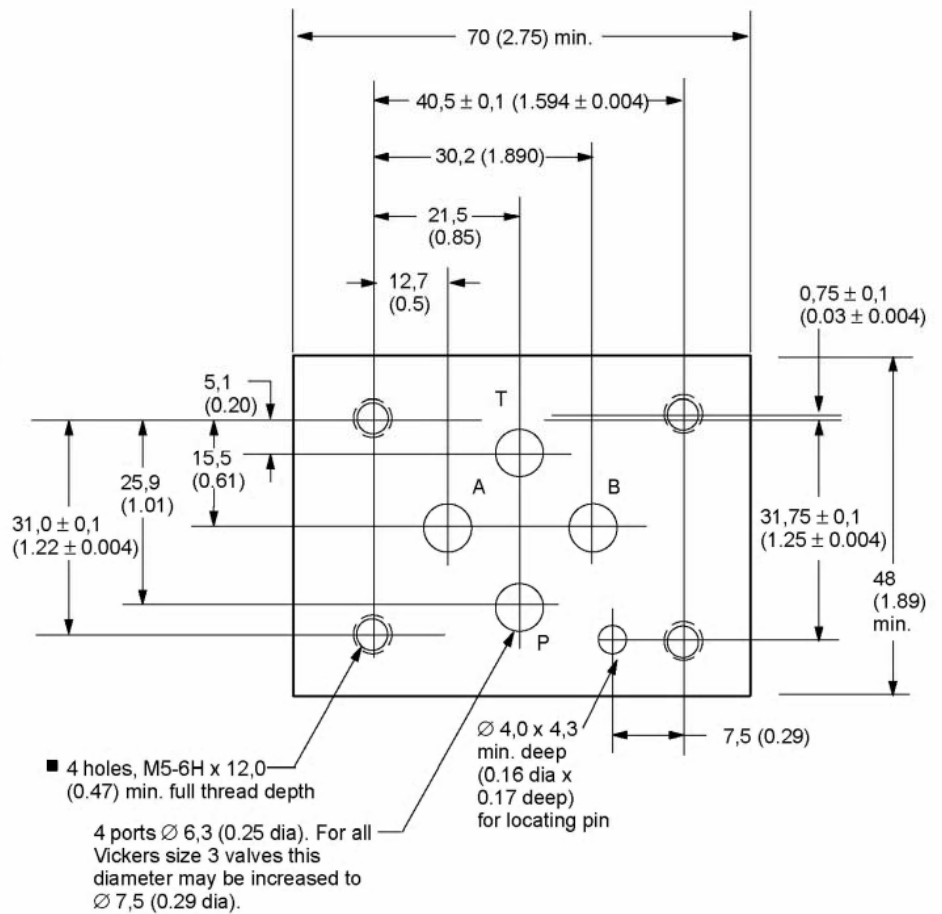 70 (2.75) min.
40,5 ± 0,1 (1.594 ± 0.004)
30,2 (1.890)
21,5
(0.85)
12,7
(0.5)
0,75 ± 0,1
(0.03 ± 0.004)
5,1
(0.20)
T
15,5
(0.61)
A
B
25,9
(1.01)
31,0 ± 0,1
(1.22 ± 0.004)
31,75 ± 0,1
(1.25 ± 0.004)
48
(1.89)
min.
P
7,5 (0.29)
Ø 4,0 x 4,3
min. deep
(0.16 dia x
0.17 deep)
for locating pin
■ 4 holes, M5-6H x 12,0
(0.47) min. full thread depth
4 ports Ø 6,3 (0.25 dia). For all
Vickers size 3 valves this
diameter may be increased to
Ø 7,5 (0.29 dia).